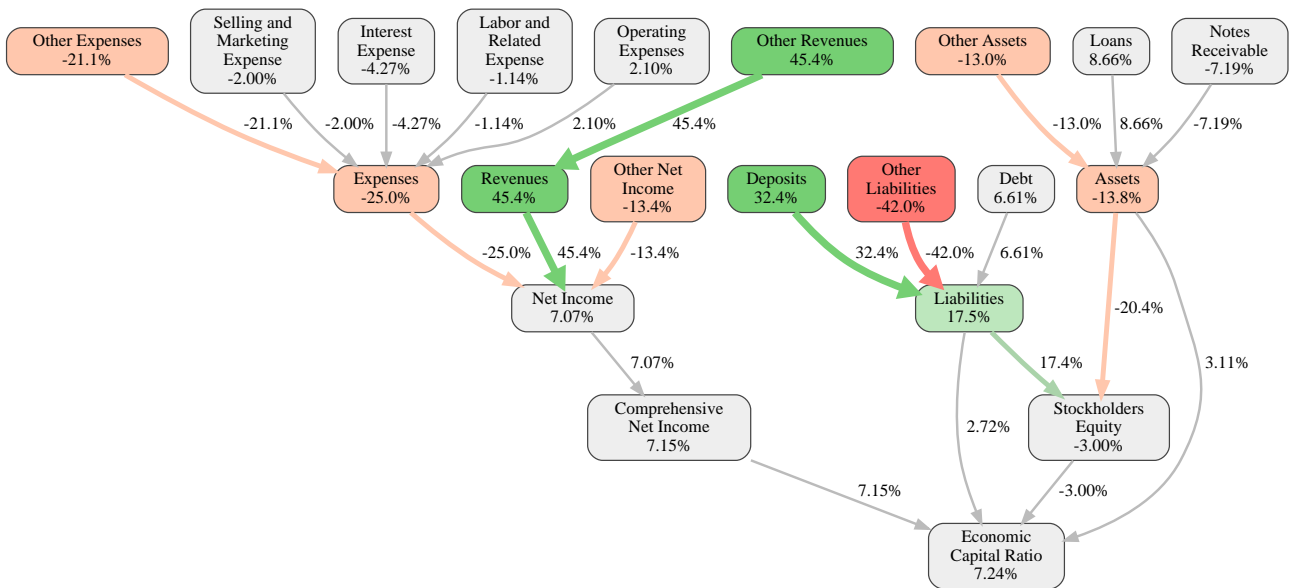 Other Expenses
-21.1%
Selling and
Marketing
Expense
-2.00%
Interest
Expense
-4.27%
Labor and
Related
Expense
-1.14%
Operating
Expenses
2.10%
Other Revenues
45.4%
Other Assets
-13.0%
Loans
8.66%
Notes
Receivable
-7.19%
-21.1%
-2.00%
-4.27%
-1.14%
2.10%
45.4%
-13.0%
8.66%
-7.19%
Expenses
-25.0%
Revenues
45.4%
Other Net
Income
-13.4%
Deposits
32.4%
Other
Liabilities
-42.0%
Debt
6.61%
Assets
-13.8%
-25.0%
45.4%
-13.4%
32.4%
-42.0%
6.61%
Net Income
7.07%
Liabilities
17.5%
-20.4%
7.07%
17.4%
3.11%
Comprehensive
Net Income
7.15%
2.72%
Stockholders
Equity
-3.00%
7.15%
-3.00%
Economic
Capital Ratio
7.24%